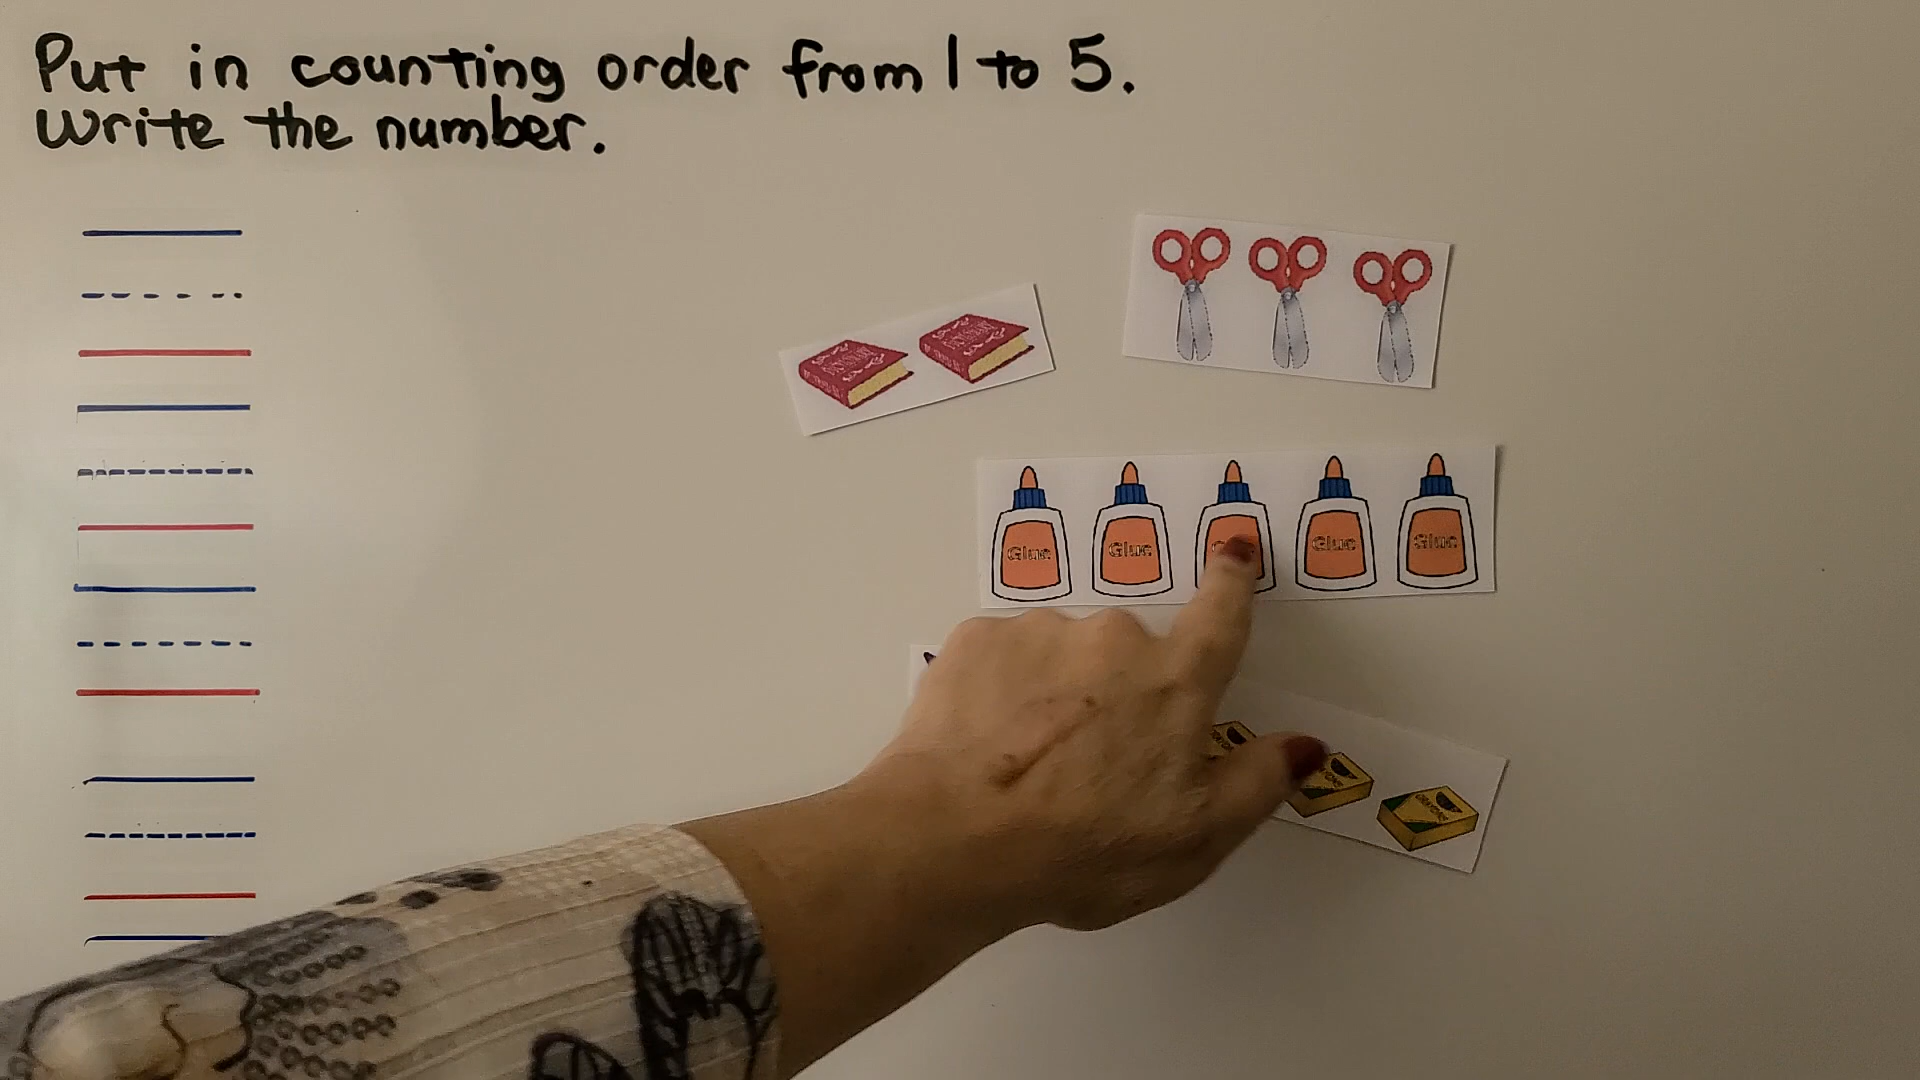 Put in counting order from 1 to 5.
Write the number.
Glue
Glue
Glue
Glue